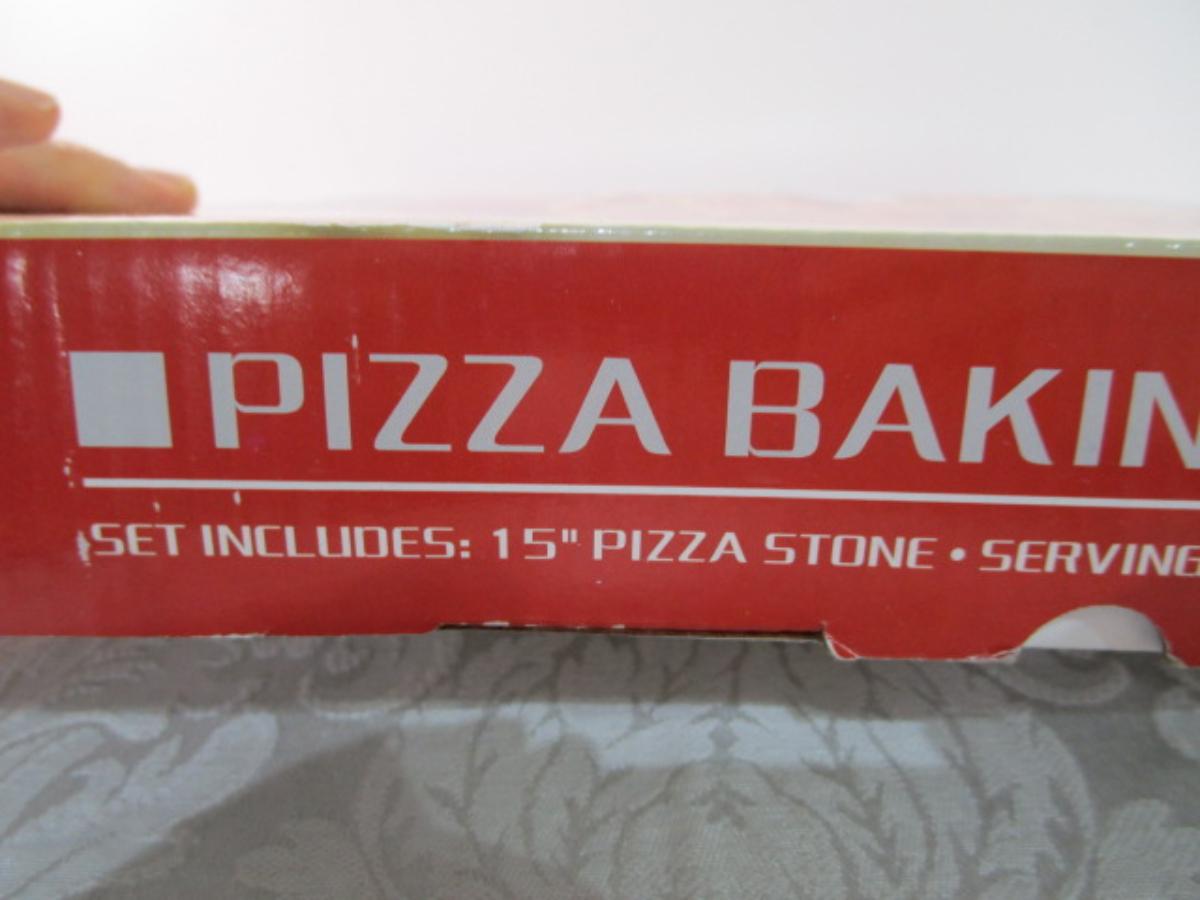 PIZZA BAKIN
SET INCLUDES: 15" PIZZA STONE • SERVING